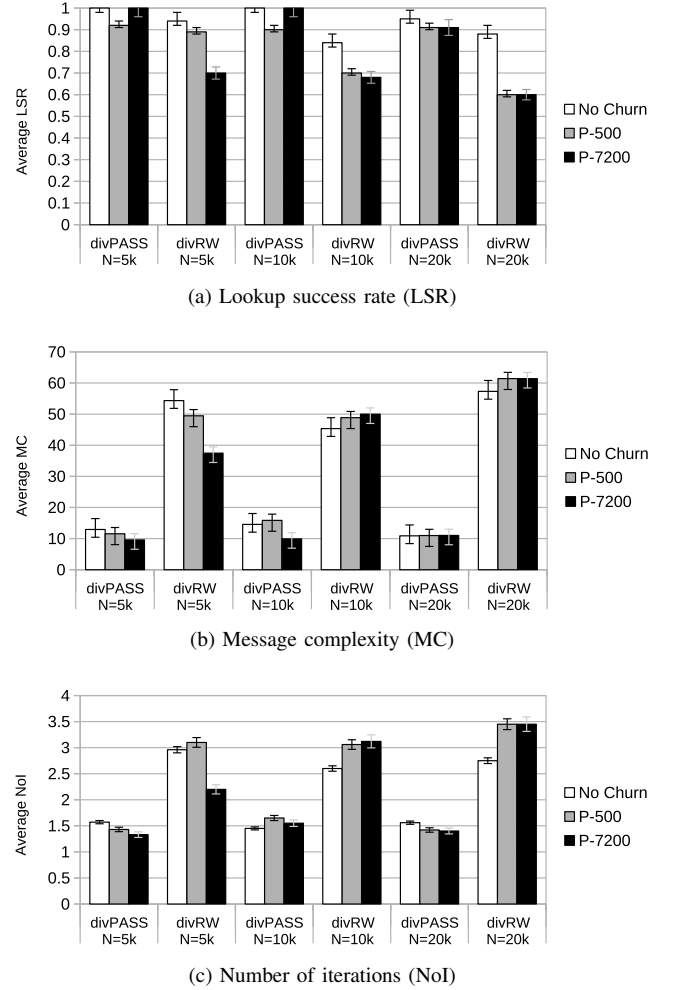 1
0.9
0.8
0.7
0.6
0.5
0.4
0.3
0.2
0.1
0
Average LSR
divPASS N=5k
divRW N=5k
divPASS N=10k
divRW N=10k
divPASS N=20k
divRW N=20k
No Churn
P-500
P-7200
(a) Lookup success rate (LSR)
70
60
50
40
30
20
10
0
Average MC
divPASS N=5k
divRW N=5k
divPASS N=10k
divRW N=10k
divPASS N=20k
divRW N=20k
No Churn
P-500
P-7200
(b) Message complexity (MC)
4
3.5
3
2.5
2
1.5
1
0.5
0
Average NoI
divPASS N=5k
divRW N=5k
divPASS N=10k
divRW N=10k
divPASS N=20k
divRW N=20k
No Churn
P-500
P-7200
(c) Number of iterations (NoI)